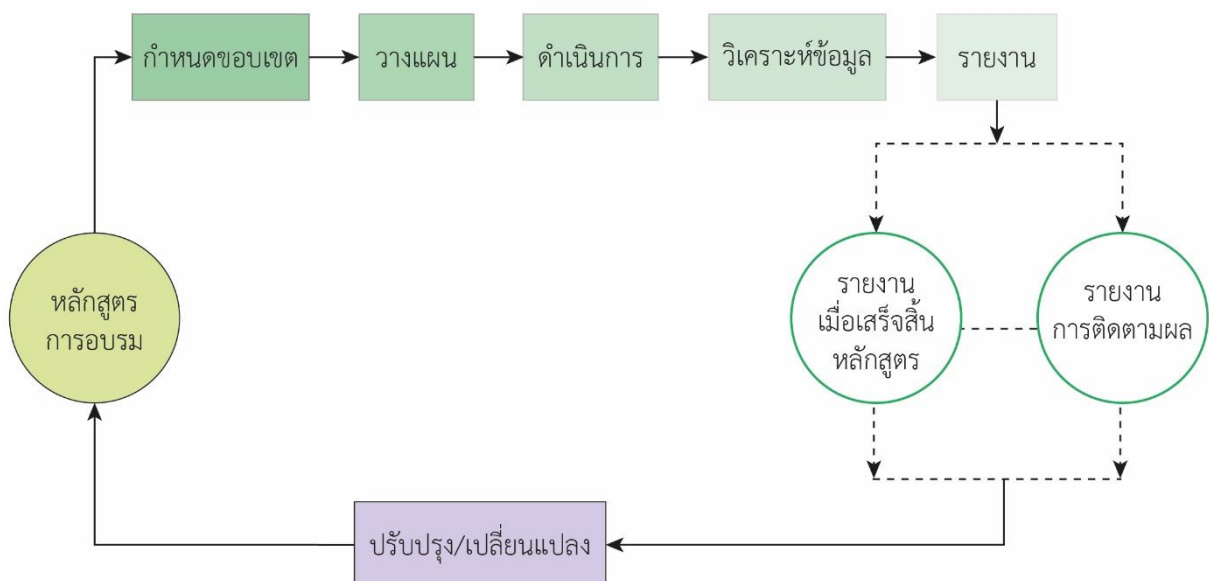 กำหนดขอบเขต
วางแผน
ดำเนินการ
วิเคราะห์ข้อมูล
รายงาน
หลักสูตร
การอบรม
รายงาน
เมื่อเสร็จสิ้น
หลักสูตร
รายงาน
การติดตามผล
ปรับปรุง/เปลี่ยนแปลง